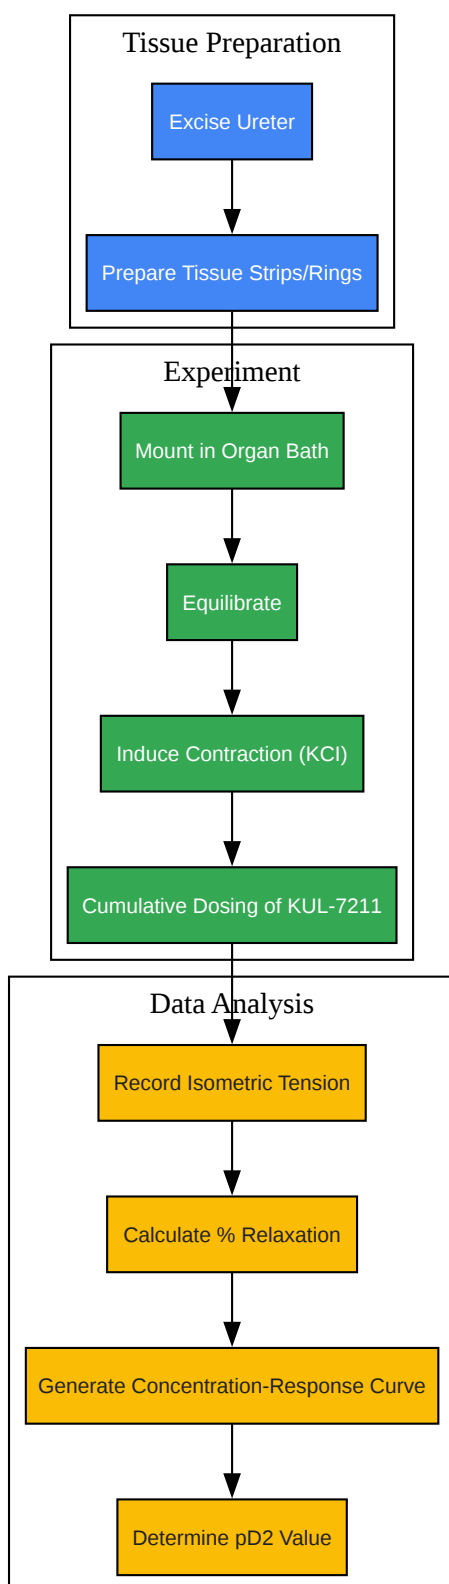 Tissue Preparation
Excise Ureter
Prepare Tissue Strips/Rings
Experiment
Mount in Organ Bath
Equilibrate
Induce Contraction (KCl)
Cumulative Dosing of KUL-7211
Data Analysis
Record Isometric Tension
Calculate % Relaxation
Generate Concentration-Response Curve
Determine pD2 Value